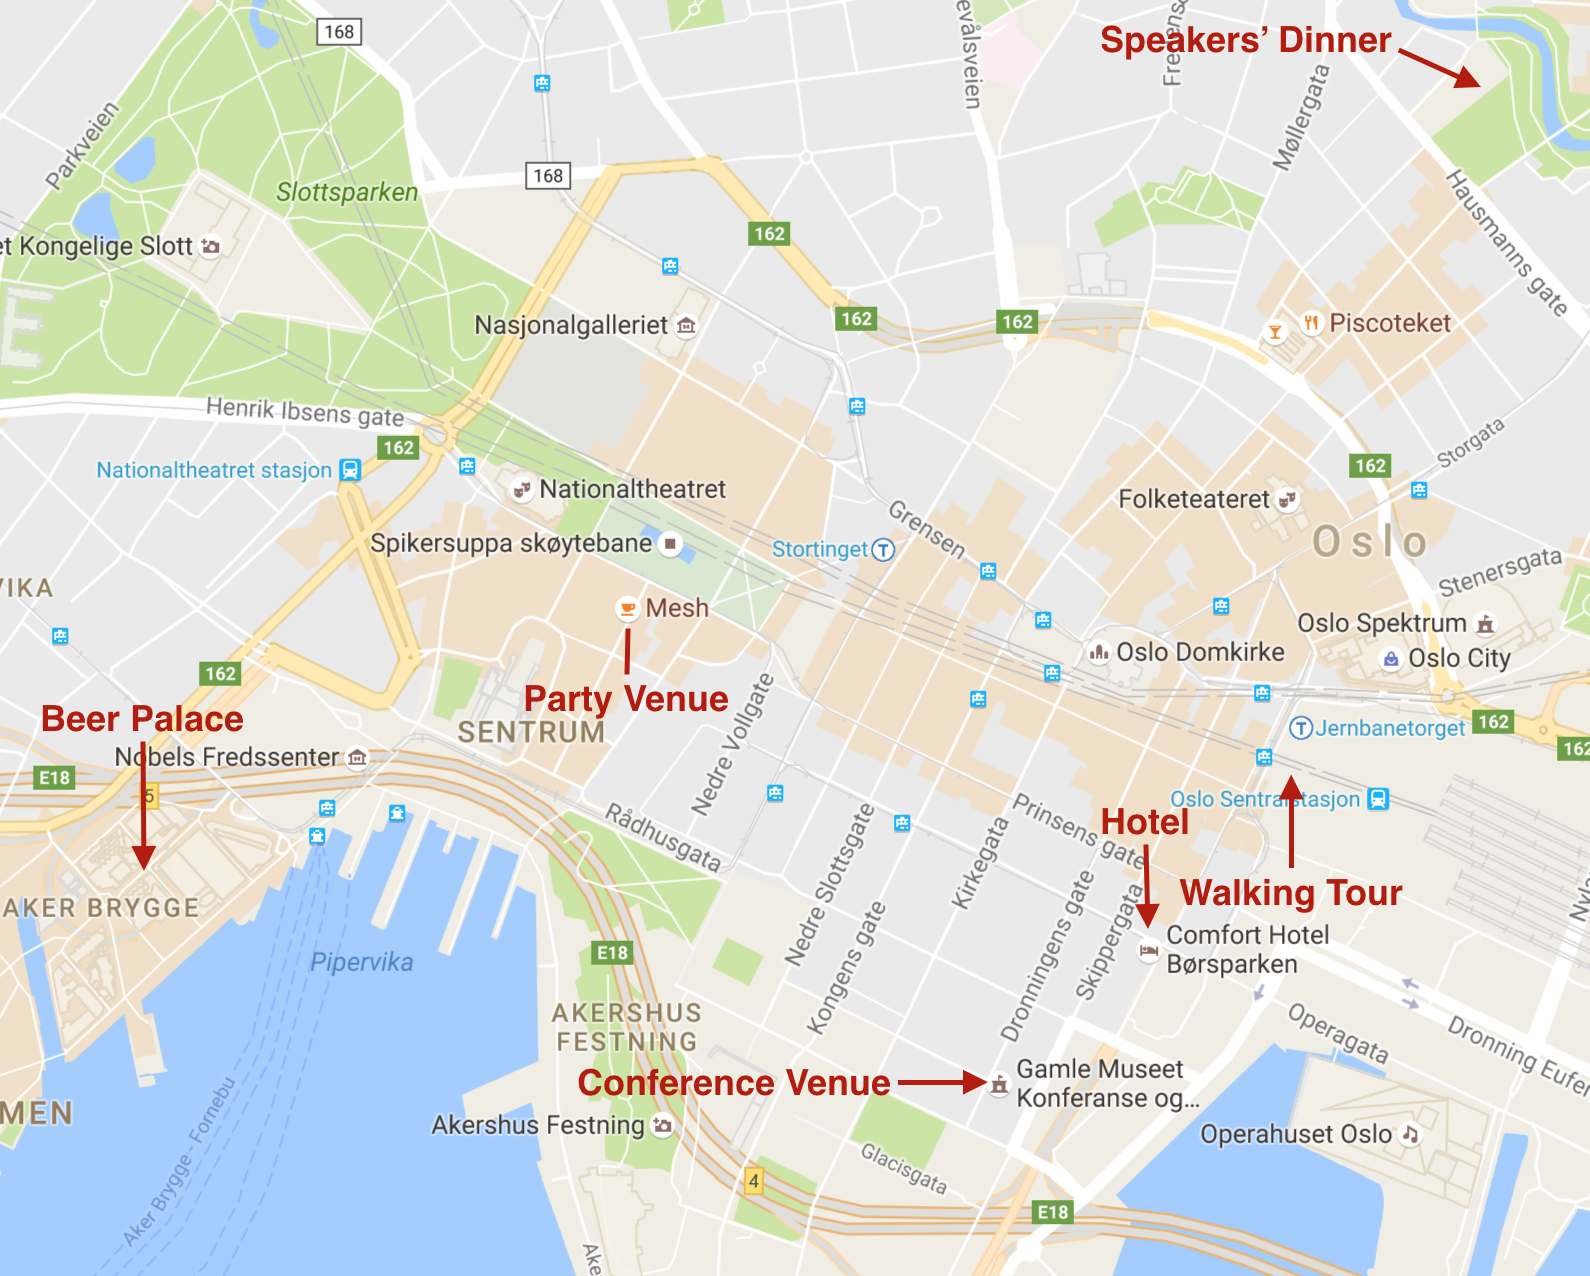 168
Speakers' Dinner
evålsveien
Møllergata
Parkveien
168
Slottsparken
Hausmanns gate
162
et Kongelige Slott
Nasjonalgalleriet
162
162
Piscoteket
Henrik Ibsens gate
162
Nationaltheatret stasjon
162
Storgata
Nationaltheatret
Folketeateret
Grensen
Spikersuppa skøytebane
Stortinget
T
Oslo
Stenersgata
VIKA
Mesh
Oslo Spektrum
Oslo Domkirke
Oslo City
162
Party Venue
Beer Palace
SENTRUM
Nedre Vollgate
162
T
Jernbanetorget
162
Nobels Fredssenter
E18
5
Oslo Sentralstasjon
Rådhusgata
Prinsens gate
Hotel
Nedre Slottsgate
Kirkegata
Walking Tour
AKER BRYGGE
Kongens gate
Dronningens gate
Skippergata
Comfort Hotel
Børsparken
E18
Pipervika
AKERSHUS
FESTNING
Operagata
Dronning Eufe
Conference Venue
Gamle Museet
Konferanse og...
MEN
Akershus Festning
Operahuset Oslo
Aker Brygge - Fornebu
Glacisgata
4
E18
Ake